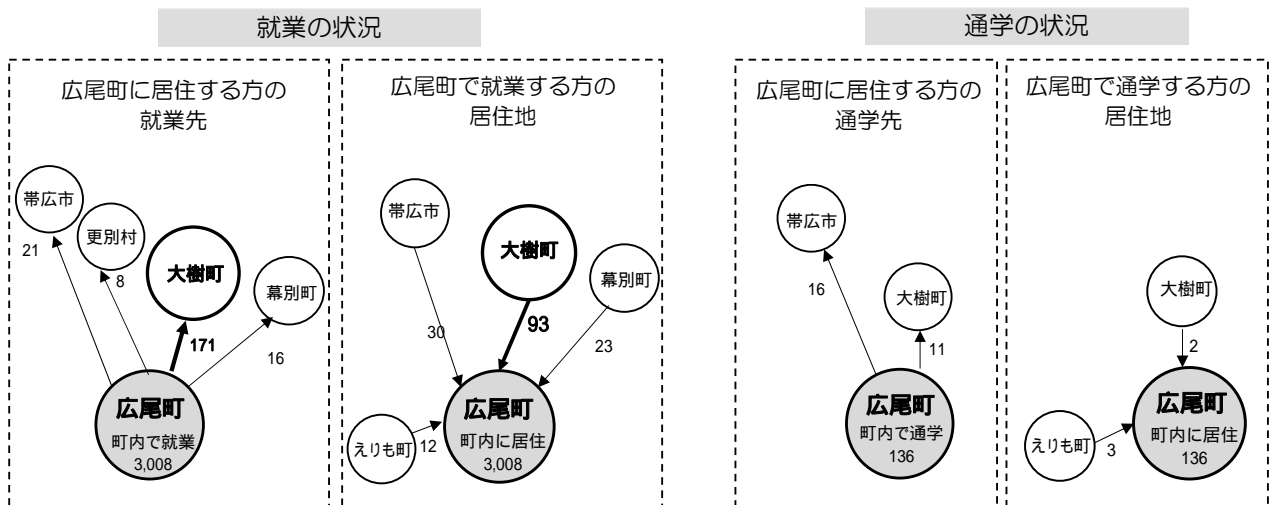 就業の状況
広尾町に居住する方の
就業先
帯広市
更別村
大樹町
幕別町
21
8
171
16
広尾町
町内で就業
3,008
広尾町で就業する方の
居住地
帯広市
大樹町
幕別町
30
93
23
えりも町
12
広尾町
町内に居住
3,008
通学の状況
広尾町に居住する方の
通学先
帯広市
大樹町
16
11
広尾町
町内で通学
136
広尾町で通学する方の
居住地
大樹町
2
えりも町
3
広尾町
町内に居住
136